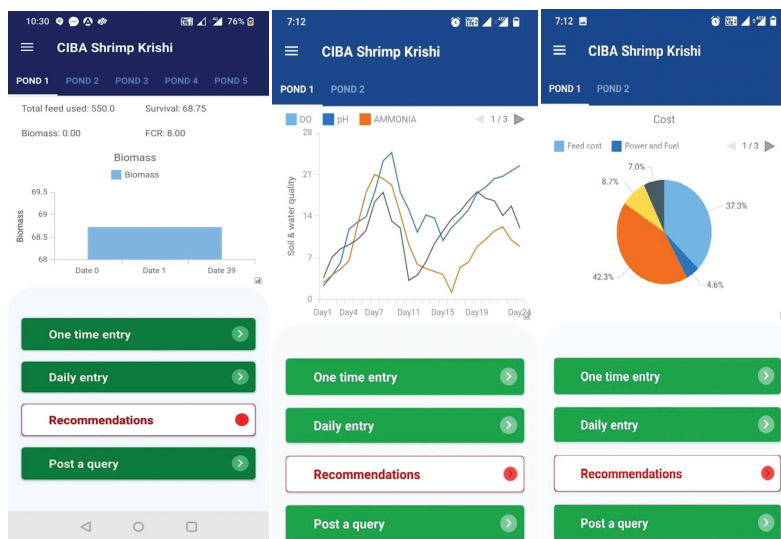 10:30 76%
CIBA Shrimp Krishi
POND 1 POND 2 POND 3 POND 4 POND 5
Total feed used: 550.0 Survival: 68.75
Biomass: 0.00 FCR: 8.00
Biomass
Biomass
69.5
69
68.5
68
Biomass
Date 0 Date 1 Date 39
One time entry
Daily entry
Recommendations
Post a query
7:12
CIBA Shrimp Krishi
POND 1 POND 2
DO pH AMMONIA 1 / 3
28
21
14
7
0
Soil & water quality
Day1 Day4 Day7 Day11 Day15 Day19 Day24
One time entry
Daily entry
Recommendations
Post a query
7:12
CIBA Shrimp Krishi
POND 1 POND 2
Cost
Feed cost Power and Fuel 1 / 3
7.0%
8.7%
37.3%
42.3%
4.6%
One time entry
Daily entry
Recommendations
Post a query